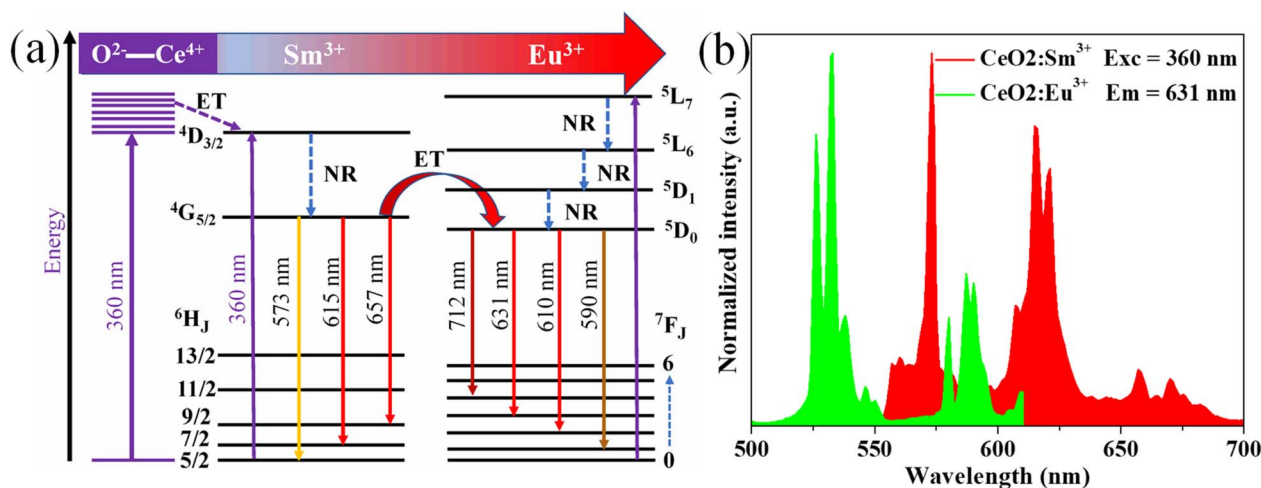 (a)
O²⁻—Ce⁴⁺ Sm³⁺ Eu³⁺
Energy
ET
⁴D₃/₂
NR
⁴G₅/₂
ET
360 nm
360 nm
573 nm
615 nm
657 nm
⁶H_J
13/2
11/2
9/2
7/2
5/2
⁵L₇
NR
⁵L₆
NR
⁵D₁
NR
⁵D₀
712 nm
631 nm
610 nm
590 nm
⁷F_J
6
0
(b)
CeO2:Sm³⁺ Exc = 360 nm
CeO2:Eu³⁺ Em = 631 nm
Normalized intensity (a.u.)
500 550 600 650 700
Wavelength (nm)